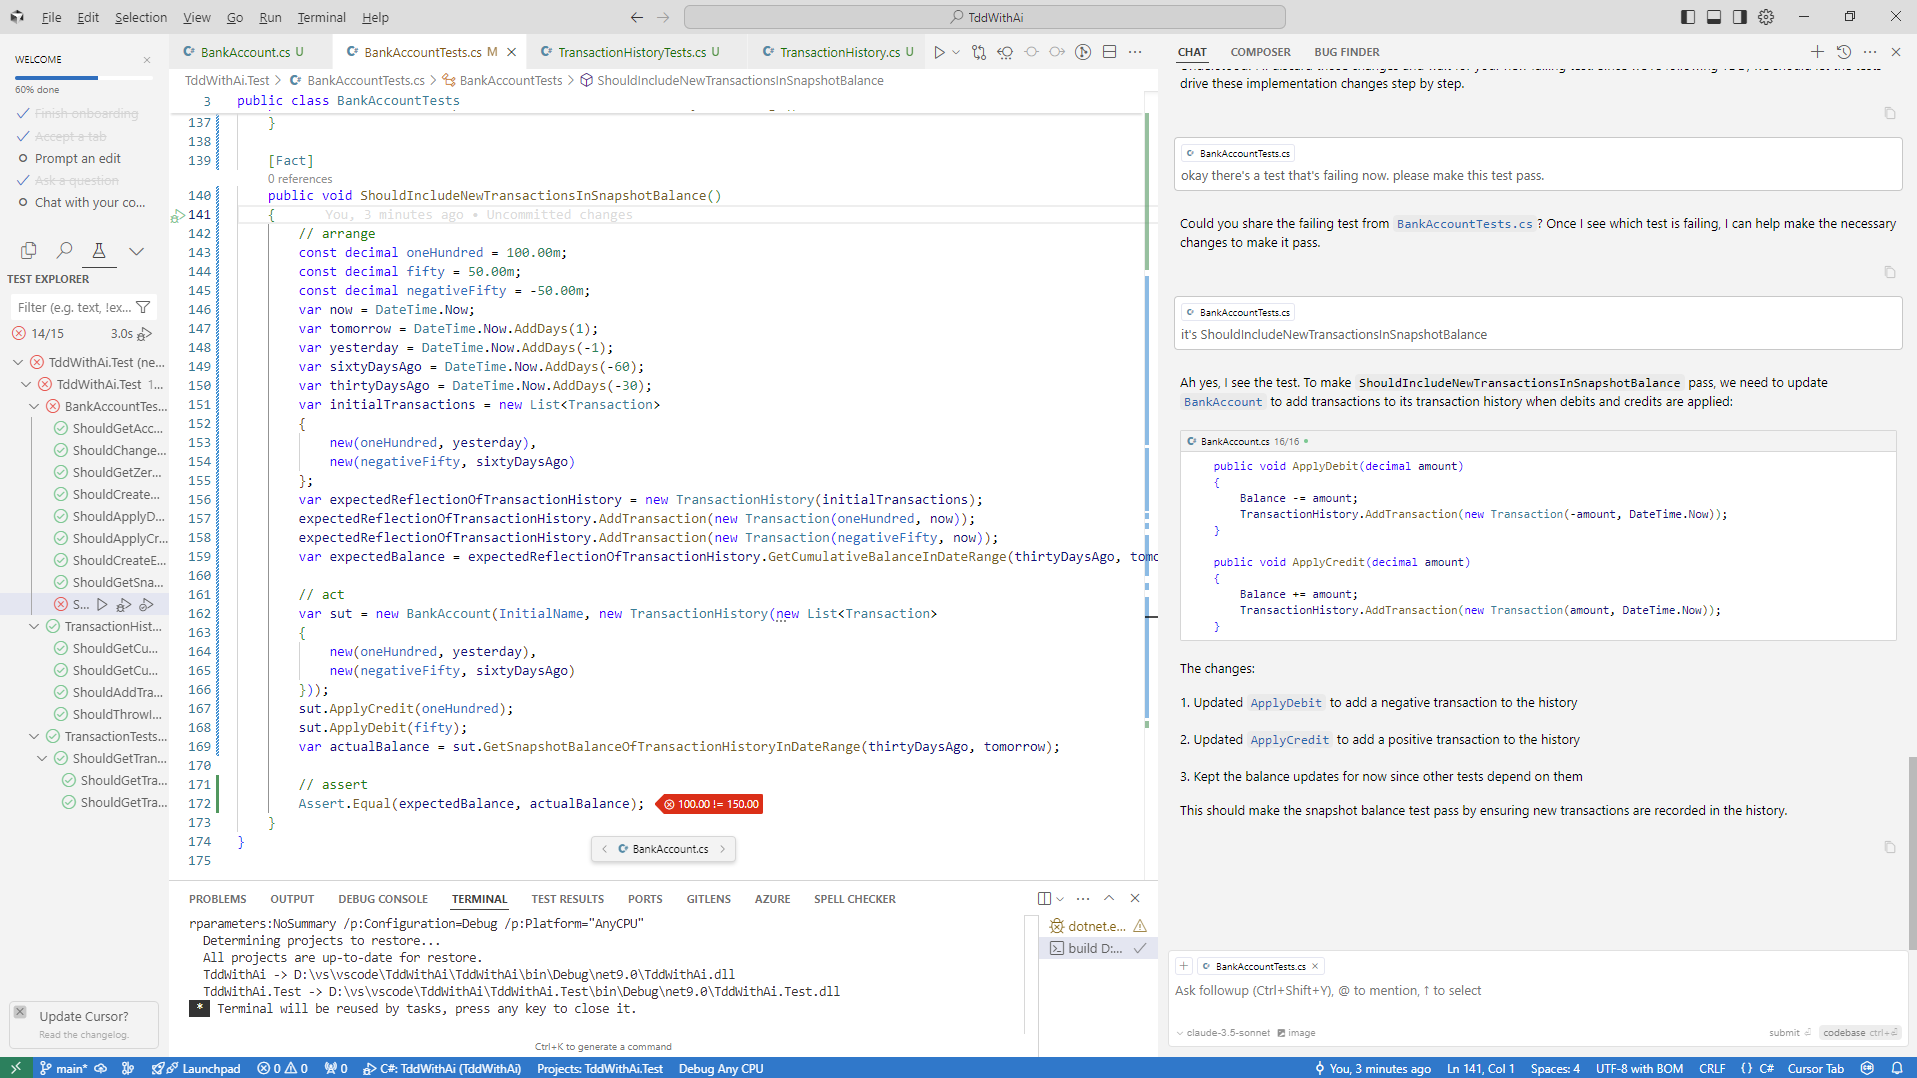 File Edit Selection View Go Run Terminal Help
TddWithAi
WELCOME
60% done
Finish onboarding
Accept a tab
Prompt an edit
Ask a question
Chat with your co...
TEST EXPLORER
Filter (e.g. text, !ex...
14/15 3.0s
TddWithAi.Test (ne...
TddWithAi.Test 1...
BankAccountTes...
ShouldGetAcc...
ShouldChange...
ShouldGetZer...
ShouldCreate...
ShouldApplyD...
ShouldApplyCr...
ShouldCreateE...
ShouldGetSna...
S...
TransactionHist...
ShouldGetCu...
ShouldGetCu...
ShouldAddTra...
ShouldThrowI...
TransactionTests...
ShouldGetTran...
ShouldGetTra...
ShouldGetTra...
Update Cursor?
Read the changelog.
BankAccount.cs U
BankAccountTests.cs M
TransactionHistoryTests.cs U
TransactionHistory.cs U
TddWithAi.Test > BankAccountTests.cs > BankAccountTests > ShouldIncludeNewTransactionsInSnapshotBalance
3 public class BankAccountTests
137 }
138
139 [Fact]
0 references
140 public void ShouldIncludeNewTransactionsInSnapshotBalance()
141 { You, 3 minutes ago • Uncommitted changes
142 // arrange
143 const decimal oneHundred = 100.00m;
144 const decimal fifty = 50.00m;
145 const decimal negativeFifty = -50.00m;
146 var now = DateTime.Now;
147 var tomorrow = DateTime.Now.AddDays(1);
148 var yesterday = DateTime.Now.AddDays(-1);
149 var sixtyDaysAgo = DateTime.Now.AddDays(-60);
150 var thirtyDaysAgo = DateTime.Now.AddDays(-30);
151 var initialTransactions = new List<Transaction>
152 {
153 new(oneHundred, yesterday),
154 new(negativeFifty, sixtyDaysAgo)
155 };
156 var expectedReflectionOfTransactionHistory = new TransactionHistory(initialTransactions);
157 expectedReflectionOfTransactionHistory.AddTransaction(new Transaction(oneHundred, now));
158 expectedReflectionOfTransactionHistory.AddTransaction(new Transaction(negativeFifty, now));
159 var expectedBalance = expectedReflectionOfTransactionHistory.GetCumulativeBalanceInDateRange(thirtyDaysAgo, tomo
160
161 // act
162 var sut = new BankAccount(InitialName, new TransactionHistory(new List<Transaction>
163 {
164 new(oneHundred, yesterday),
165 new(negativeFifty, sixtyDaysAgo)
166 }));
167 sut.ApplyCredit(oneHundred);
168 sut.ApplyDebit(fifty);
169 var actualBalance = sut.GetSnapshotBalanceOfTransactionHistoryInDateRange(thirtyDaysAgo, tomorrow);
170
171 // assert
172 Assert.Equal(expectedBalance, actualBalance); 100.00 != 150.00
173 }
174 }
175
BankAccount.cs
PROBLEMS OUTPUT DEBUG CONSOLE TERMINAL TEST RESULTS PORTS GITLENS AZURE SPELL CHECKER
rparameters:NoSummary /p:Configuration=Debug /p:Platform="AnyCPU"
Determining projects to restore...
All projects are up-to-date for restore.
TddWithAi -> D:\vs\vscode\TddWithAi\TddWithAi\bin\Debug\net9.0\TddWithAi.dll
TddWithAi.Test -> D:\vs\vscode\TddWithAi\TddWithAi.Test\bin\Debug\net9.0\TddWithAi.Test.dll
* Terminal will be reused by tasks, press any key to close it.
Ctrl+K to generate a command
dotnet.e...
build D:...
CHAT COMPOSER BUG FINDER
drive these implementation changes step by step.
BankAccountTests.cs
okay there's a test that's failing now. please make this test pass.
Could you share the failing test from BankAccountTests.cs ? Once I see which test is failing, I can help make the necessary
changes to make it pass.
BankAccountTests.cs
it's ShouldIncludeNewTransactionsInSnapshotBalance
Ah yes, I see the test. To make ShouldIncludeNewTransactionsInSnapshotBalance pass, we need to update
BankAccount to add transactions to its transaction history when debits and credits are applied:
BankAccount.cs 16/16 •
public void ApplyDebit(decimal amount)
{
Balance -= amount;
TransactionHistory.AddTransaction(new Transaction(-amount, DateTime.Now));
}
public void ApplyCredit(decimal amount)
{
Balance += amount;
TransactionHistory.AddTransaction(new Transaction(amount, DateTime.Now));
}
The changes:
1. Updated ApplyDebit to add a negative transaction to the history
2. Updated ApplyCredit to add a positive transaction to the history
3. Kept the balance updates for now since other tests depend on them
This should make the snapshot balance test pass by ensuring new transactions are recorded in the history.
BankAccountTests.cs
Ask followup (Ctrl+Shift+Y), @ to mention, ↑ to select
claude-3.5-sonnet image submit codebase ctrl+
main* Launchpad 0 0 0 C#: TddWithAi (TddWithAi) Projects: TddWithAi.Test Debug Any CPU You, 3 minutes ago Ln 141, Col 1 Spaces: 4 UTF-8 with BOM CRLF {} C# Cursor Tab